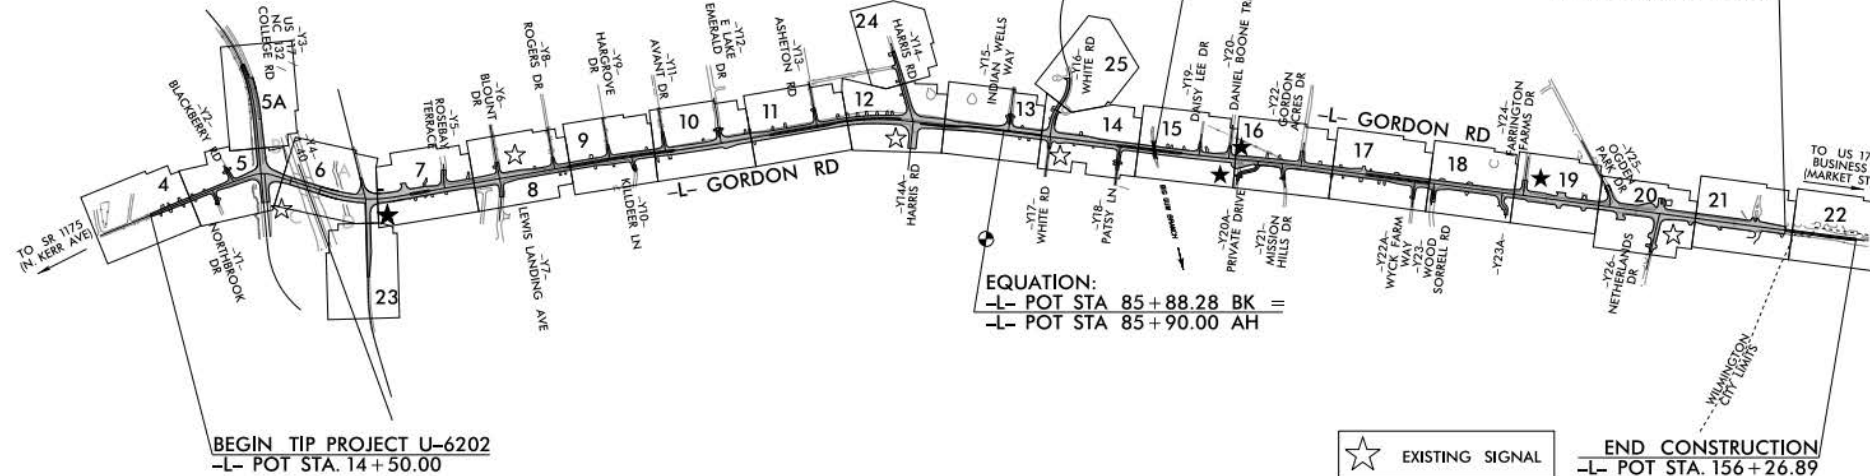 24
25
5A
4
5
6
7
8
9
10
11
12
13
14
15
16
17
18
19
20
21
22
23
-Y3-
US 117 /
NC 132 /
COLLEGE RD
-Y2-
BLACKBERRY RD
-Y1-
NORTHBROOK
DR
-Y4-
I-40
-Y5-
ROSEBAY
TERRACE
-Y6-
BLOUNT
DR
LEWIS LANDING AVE
-Y7-
-Y8-
ROGERS DR
-Y9-
HARGROVE
DR
KILLDEER LN
-Y10-
-Y11-
AVANT DR
-Y12-
E LAKE
EMERALD DR
-Y13-
ASHETON RD
-Y14-
HARRIS RD
-Y14A-
HARRIS RD
-Y15-
INDIAN WELLS
WAY
-Y16-
WHITE RD
-Y17-
WHITE RD
-Y18-
PATSY LN
-Y19-
DAISY LEE DR
-Y20-
DANIEL BOONE TR
-Y20A-
PRIVATE DRIVE
-Y21-
MISSION
HILLS DR
-Y22-
GORDON
ACRES DR
-Y22A-
WYCK FARM
WAY
-Y23-
WOOD
SORRELL RD
-Y23A-
-Y24-
FARRINGTON
FARMS DR
-Y25-
OGDEN
PARK DR
-Y26-
NETHERLANDS
DR
-L- GORDON RD
-L- GORDON RD
TO SR 1175
(N. KERR AVE)
TO US 17
BUSINESS
(MARKET ST
WILMINGTON
CITY LIMITS
EQUATION:
-L- POT STA 85+88.28 BK =
-L- POT STA 85+90.00 AH
BEGIN TIP PROJECT U-6202
-L- POT STA. 14+50.00
EXISTING SIGNAL
END CONSTRUCTION
-L- POT STA. 156+26.89